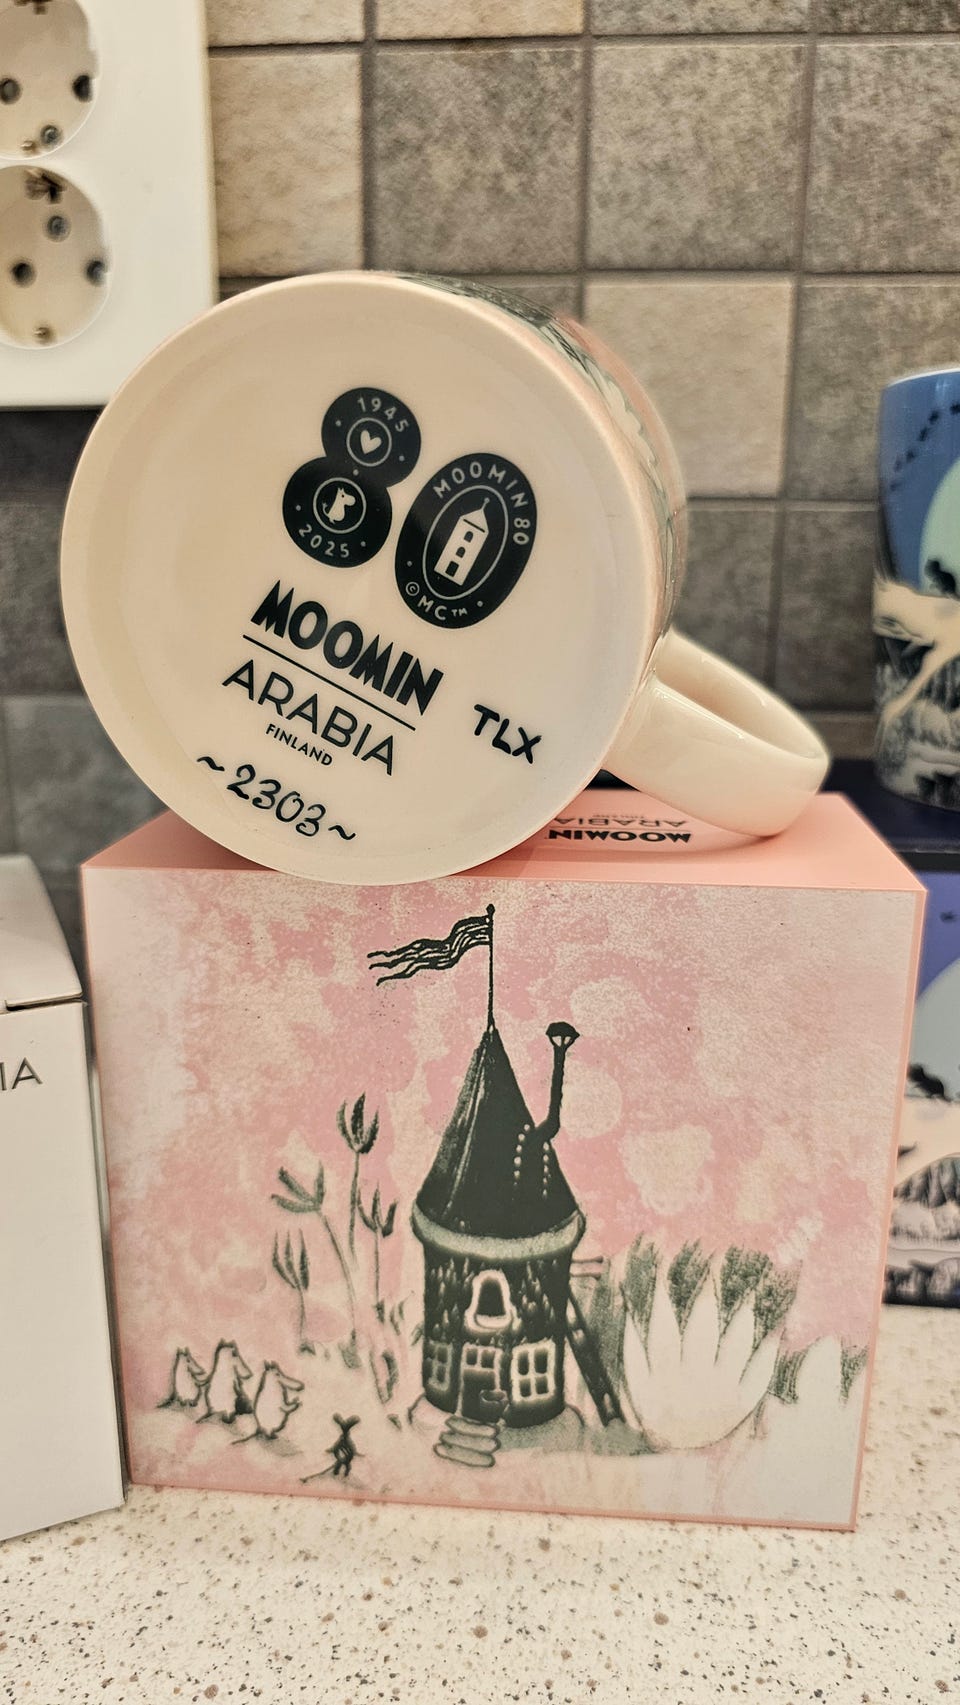 1945
2025
MOOMIN 80
© MC™
MOOMIN
ARABIA
FINLAND
TLX
~2303~
MOOMIN
ARABIA
IA